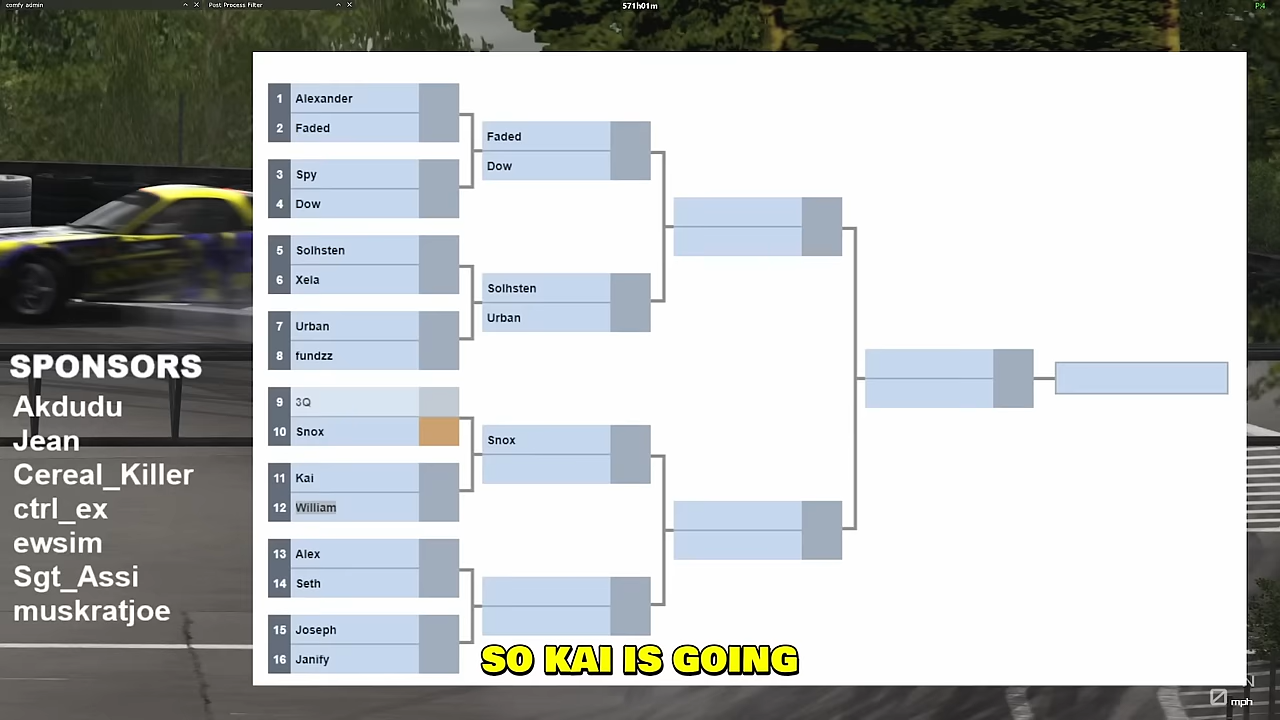 comfy admin
Post Process Filter
571h01m
P:4
1 Alexander
2 Faded
3 Spy
4 Dow
5 Solhsten
6 Xela
7 Urban
8 fundzz
9 3Q
10 Snox
11 Kai
12 William
13 Alex
14 Seth
15 Joseph
16 Janify
Faded
Dow
Solhsten
Urban
Snox
SPONSORS
Akdudu
Jean
Cereal_Killer
ctrl_ex
ewsim
Sgt_Assi
muskratjoe
SO KAI IS GOING
N
mph